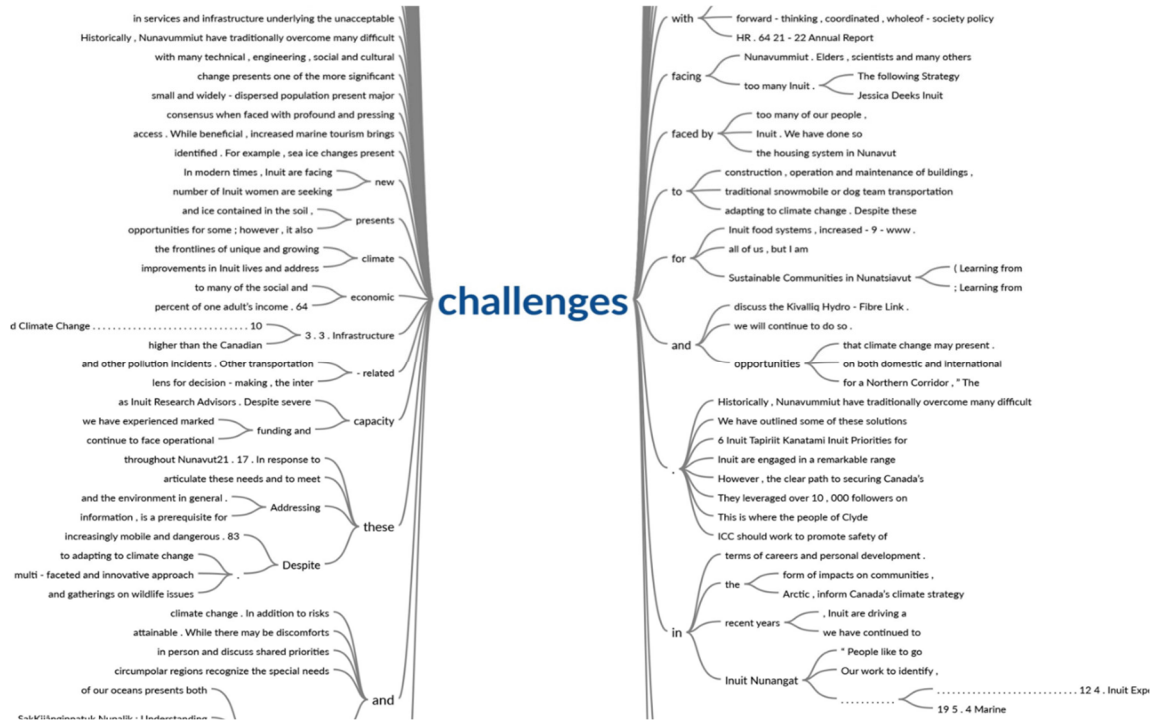 in services and infrastructure underlying the unacceptable
Historically , Nunavummiut have traditionally overcome many difficult
with many technical , engineering , social and cultural
change presents one of the more significant
small and widely - dispersed population present major
consensus when faced with profound and pressing
access . While beneficial , increased marine tourism brings
identified . For example , sea ice changes present
In modern times , Inuit are facing
number of Inuit women are seeking
new
and ice contained in the soil ,
opportunities for some ; however , it also
presents
the frontlines of unique and growing
improvements in Inuit lives and address
climate
to many of the social and
percent of one adult's income . 64
economic
d Climate Change . . . . . . . . . . . . . . . . . . . . . . . . . . . . . . . 10
higher than the Canadian
3 . 3 . Infrastructure
and other pollution incidents . Other transportation
lens for decision - making , the inter
- related
as Inuit Research Advisors . Despite severe
we have experienced marked
continue to face operational
funding and
capacity
throughout Nunavut21 . 17 . In response to
articulate these needs and to meet
and the environment in general .
information , is a prerequisite for
Addressing
increasingly mobile and dangerous . 83
to adapting to climate change
multi - faceted and innovative approach
and gatherings on wildlife issues
.
Despite
these
climate change . In addition to risks
attainable . While there may be discomforts
in person and discuss shared priorities
circumpolar regions recognize the special needs
of our oceans presents both
SakKijânginnatuk Nunalik : Understanding
and
challenges
with
forward - thinking , coordinated , wholeof - society policy
HR . 64 21 - 22 Annual Report
facing
Nunavummiut . Elders , scientists and many others
too many Inuit .
The following Strategy
Jessica Deeks Inuit
faced by
too many of our people ,
Inuit . We have done so
the housing system in Nunavut
to
construction , operation and maintenance of buildings ,
traditional snowmobile or dog team transportation
adapting to climate change . Despite these
for
Inuit food systems , increased - 9 - www .
all of us , but I am
Sustainable Communities in Nunatsiavut
( Learning from
; Learning from
and
discuss the Kivalliq Hydro - Fibre Link .
we will continue to do so .
opportunities
that climate change may present .
on both domestic and international
for a Northern Corridor , " The
.
Historically , Nunavummiut have traditionally overcome many difficult
We have outlined some of these solutions
6 Inuit Tapiriit Kanatami Inuit Priorities for
Inuit are engaged in a remarkable range
However , the clear path to securing Canada's
They leveraged over 10 , 000 followers on
This is where the people of Clyde
ICC should work to promote safety of
in
terms of careers and personal development .
the
form of impacts on communities ,
Arctic , inform Canada's climate strategy
recent years
, Inuit are driving a
we have continued to
Inuit Nunangat
" People like to go
Our work to identify ,
. . . . . . . . . .
. . . . . . . . . . . . . . . . . . . . . . . . . . . 12 4 . Inuit Exp
19 5 . 4 Marine